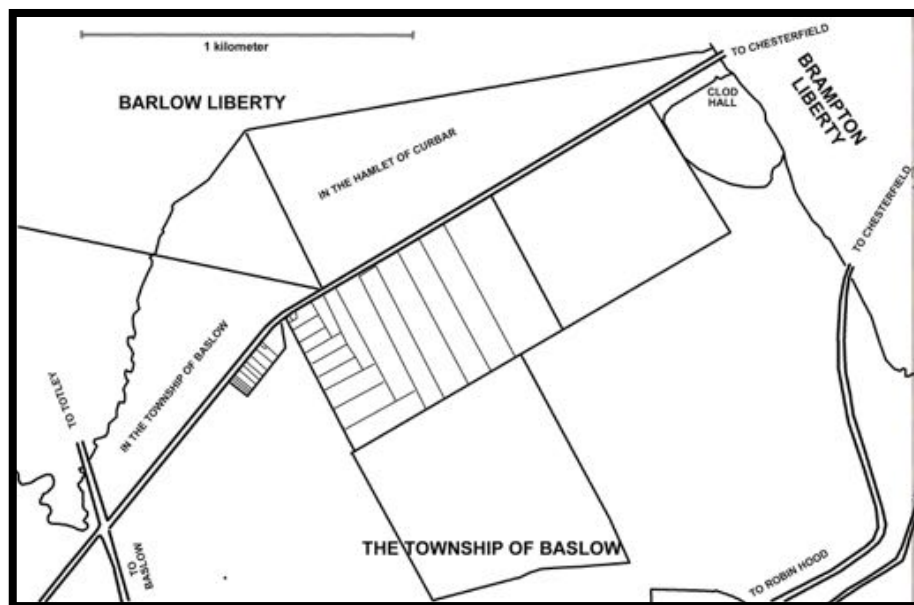 1 kilometer
TO CHESTERFIELD
BARLOW LIBERTY
BRAMPTON
LIBERTY
CLOD
HALL
IN THE HAMLET OF CURBAR
TO CHESTERFIELD
IN THE TOWNSHIP OF BASLOW
TO TOTLEY
THE TOWNSHIP OF BASLOW
TO
BASLOW
TO ROBIN HOOD